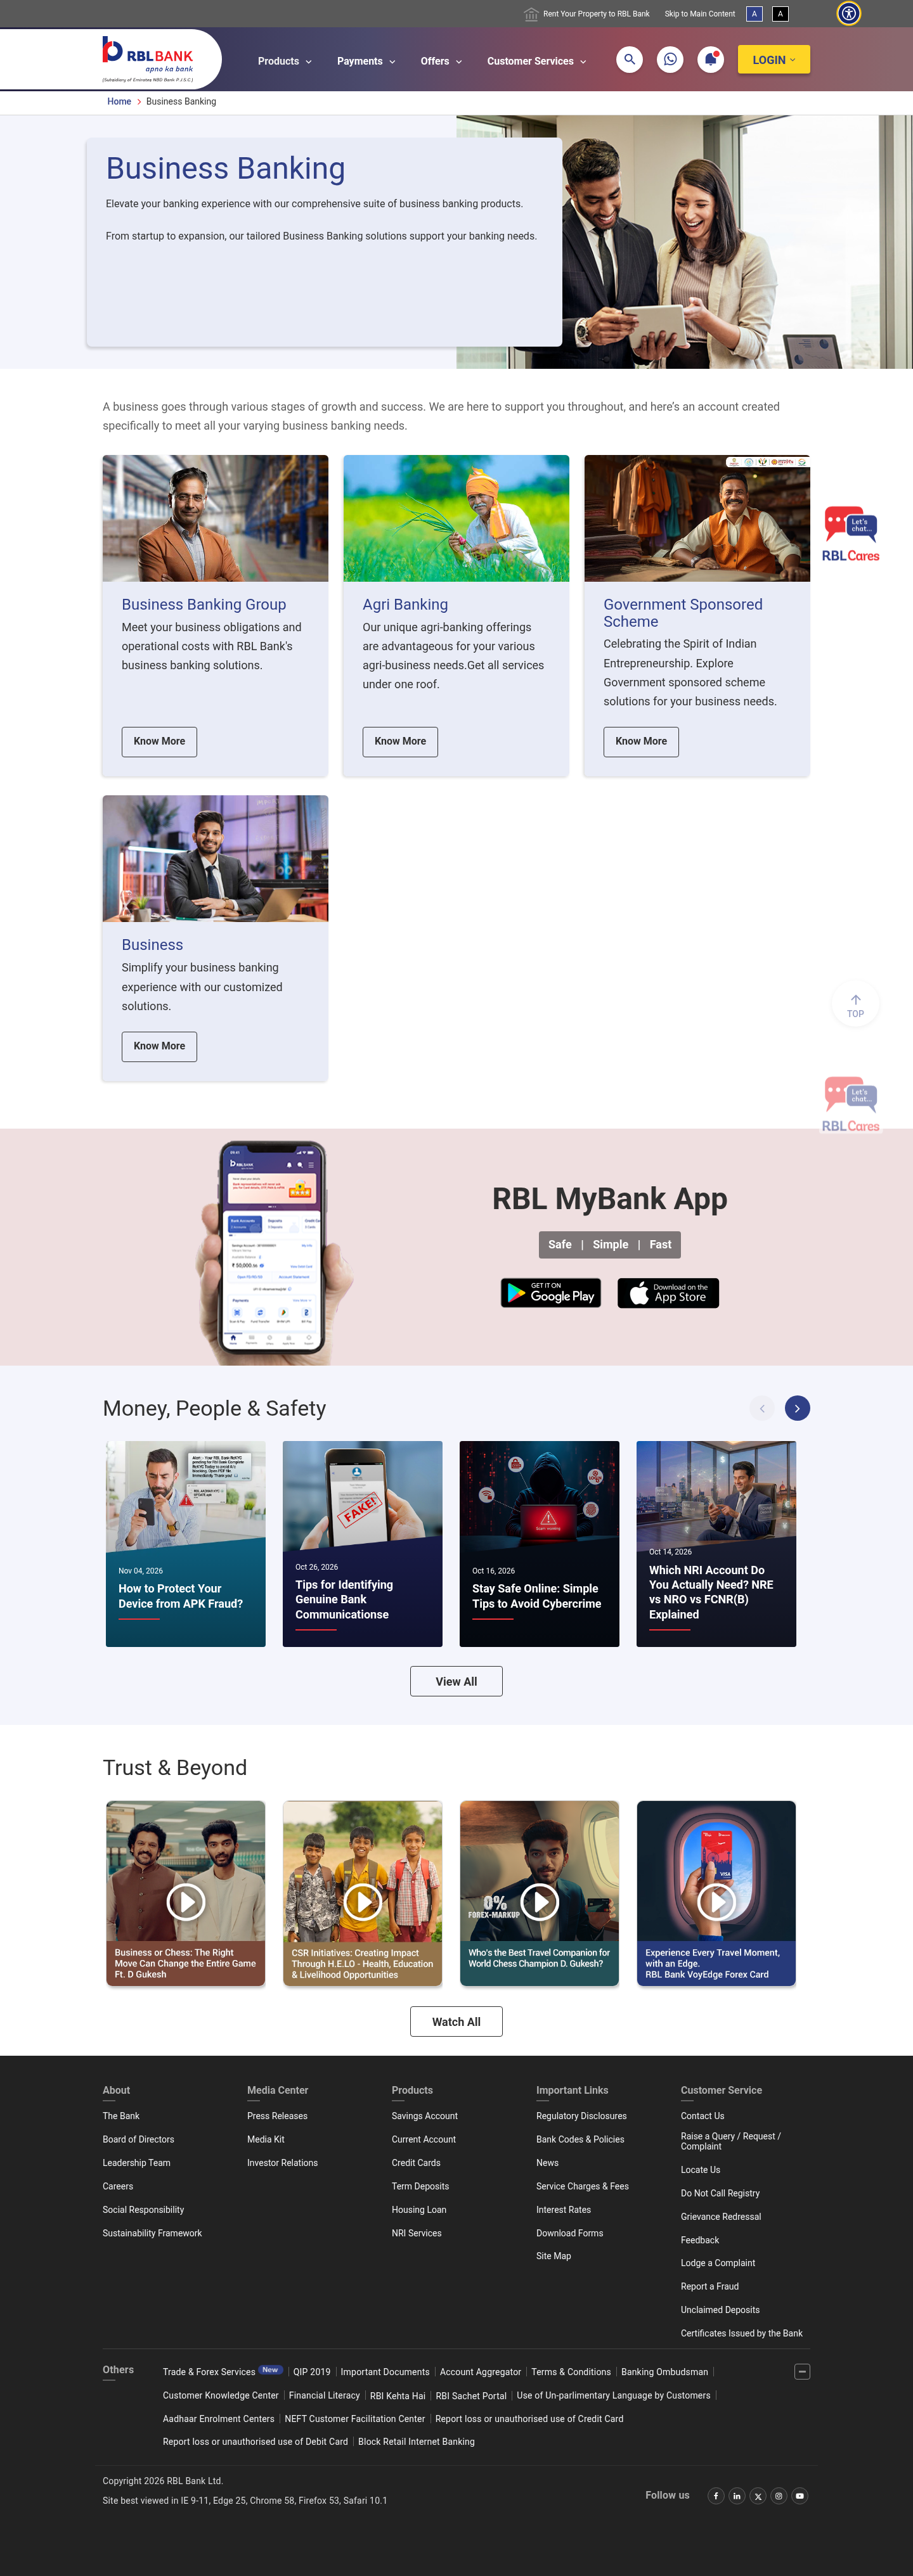 Rent Your Property to RBL Bank Skip to Main Content A A
RBLBANK
apno ka bank
(Subsidiary of Emirates NBD Bank P.J.S.C.)
Products Payments Offers Customer Services LOGIN
Home Business Banking
Business Banking
Elevate your banking experience with our comprehensive suite of business banking products.
From startup to expansion, our tailored Business Banking solutions support your banking needs.
A business goes through various stages of growth and success. We are here to support you throughout, and here's an account created
specifically to meet all your varying business banking needs.
Business Banking Group
Meet your business obligations and
operational costs with RBL Bank's
business banking solutions.
Know More
Agri Banking
Our unique agri-banking offerings
are advantageous for your various
agri-business needs.Get all services
under one roof.
Know More
Government Sponsored
Scheme
Celebrating the Spirit of Indian
Entrepreneurship. Explore
Government sponsored scheme
solutions for your business needs.
Know More
Let's
chat...
RBL Cares
Business
Simplify your business banking
experience with our customized
solutions.
Know More
TOP
Let's
chat...
RBL Cares
RBL MyBank App
Safe | Simple | Fast
GET IT ON
Google Play
Download on the
App Store
Money, People & Safety
Nov 04, 2026
How to Protect Your
Device from APK Fraud?
FAKE!
Oct 26, 2026
Tips for Identifying
Genuine Bank
Communicationse
Oct 16, 2026
Stay Safe Online: Simple
Tips to Avoid Cybercrime
Oct 14, 2026
Which NRI Account Do
You Actually Need? NRE
vs NRO vs FCNR(B)
Explained
View All
Trust & Beyond
Business or Chess: The Right
Move Can Change the Entire Game
Ft. D Gukesh
CSR Initiatives: Creating Impact
Through H.E.LO - Health, Education
& Livelihood Opportunities
0%
FOREX-MARKUP
Who's the Best Travel Companion for
World Chess Champion D. Gukesh?
VISA
Experience Every Travel Moment,
with an Edge.
RBL Bank VoyEdge Forex Card
Watch All
About
The Bank
Board of Directors
Leadership Team
Careers
Social Responsibility
Sustainability Framework
Media Center
Press Releases
Media Kit
Investor Relations
Products
Savings Account
Current Account
Credit Cards
Term Deposits
Housing Loan
NRI Services
Important Links
Regulatory Disclosures
Bank Codes & Policies
News
Service Charges & Fees
Interest Rates
Download Forms
Site Map
Customer Service
Contact Us
Raise a Query / Request /
Complaint
Locate Us
Do Not Call Registry
Grievance Redressal
Feedback
Lodge a Complaint
Report a Fraud
Unclaimed Deposits
Certificates Issued by the Bank
Others
Trade & Forex Services New | QIP 2019 | Important Documents | Account Aggregator | Terms & Conditions | Banking Ombudsman |
Customer Knowledge Center | Financial Literacy | RBI Kehta Hai | RBI Sachet Portal | Use of Un-parlimentary Language by Customers |
Aadhaar Enrolment Centers | NEFT Customer Facilitation Center | Report loss or unauthorised use of Credit Card
Report loss or unauthorised use of Debit Card | Block Retail Internet Banking
Copyright 2026 RBL Bank Ltd.
Site best viewed in IE 9-11, Edge 25, Chrome 58, Firefox 53, Safari 10.1
Follow us